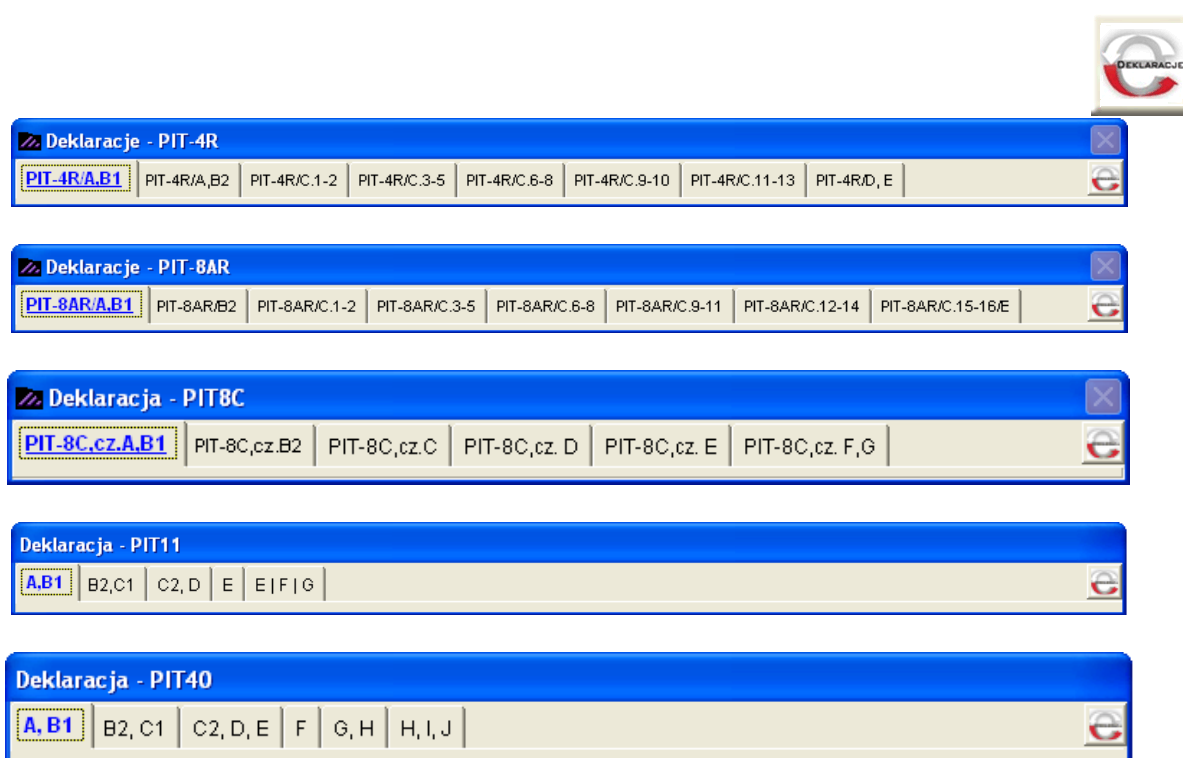 DEKLARACJE
Deklaracje - PIT-4R
PIT-4R/A,B1 PIT-4R/A,B2 PIT-4R/C.1-2 PIT-4R/C.3-5 PIT-4R/C.6-8 PIT-4R/C.9-10 PIT-4R/C.11-13 PIT-4R/D, E
Deklaracje - PIT-8AR
PIT-8AR/A,B1 PIT-8AR/B2 PIT-8AR/C.1-2 PIT-8AR/C.3-5 PIT-8AR/C.6-8 PIT-8AR/C.9-11 PIT-8AR/C.12-14 PIT-8AR/C.15-16/E
Deklaracja - PIT8C
PIT-8C,cz.A,B1 PIT-8C,cz.B2 PIT-8C,cz.C PIT-8C,cz. D PIT-8C,cz. E PIT-8C,cz. F,G
Deklaracja - PIT11
A,B1 B2,C1 C2, D E E | F | G
Deklaracja - PIT40
A, B1 B2, C1 C2, D, E F G, H H, I, J